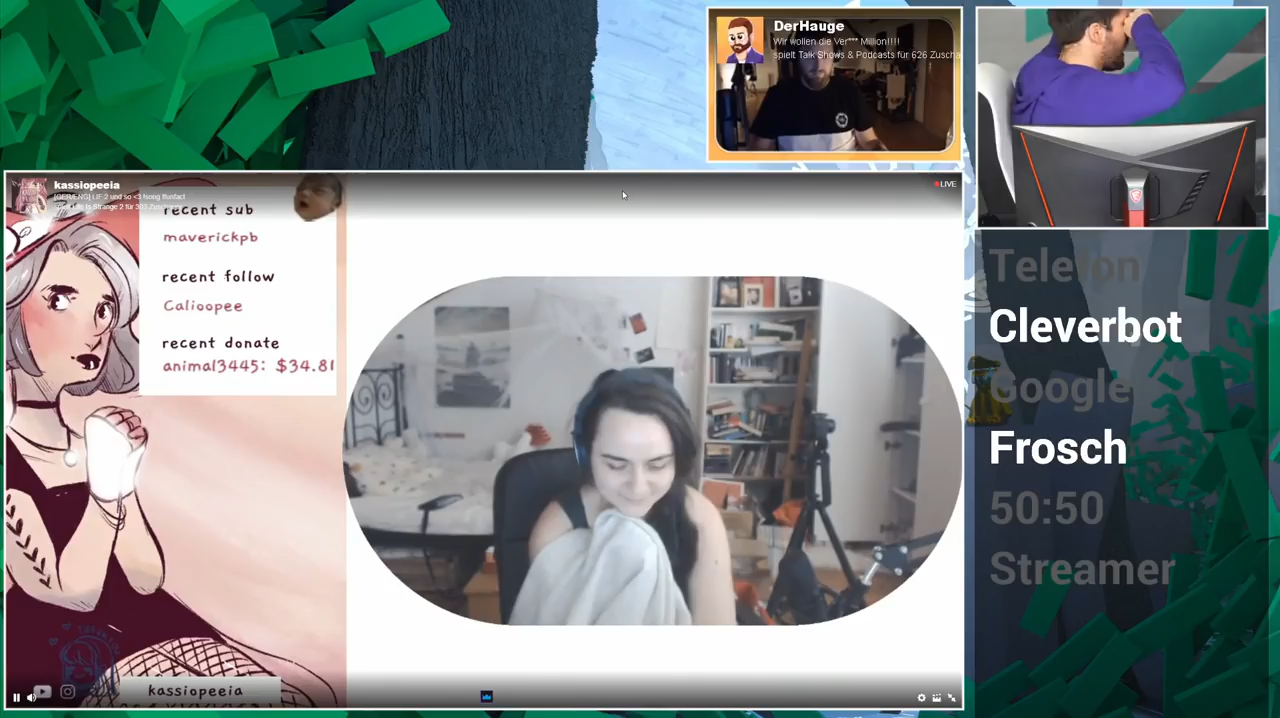 DerHauge
Wir wollen die Ver*** Million!!!!
spielt Talk Shows & Podcasts für 626 Zuscha
kassiopeeia
LIVE
recent sub
maverickpb
recent follow
Calioopee
recent donate
animal3445: $34.81
kassiopeeia
Telefon
Cleverbot
Google
Frosch
50:50
Streamer